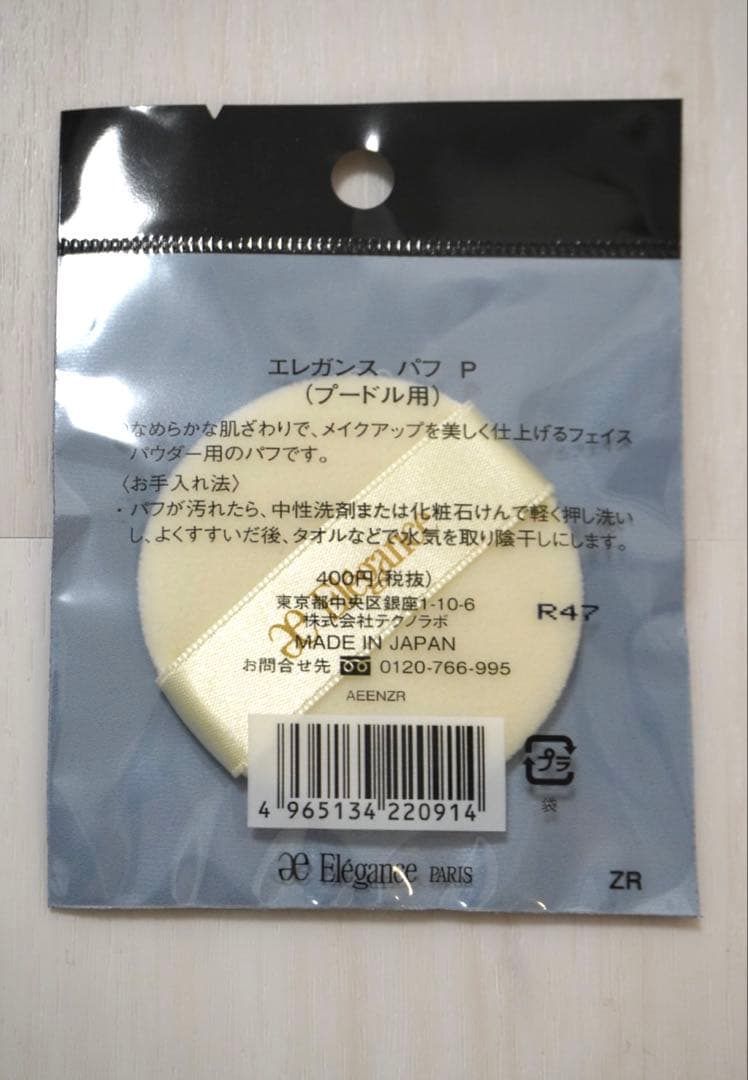 エレガンス パフ P
(プードル用)
なめらかな肌ざわりで、メイクアップを美しく仕上げるフェイス
パウダー用のパフです。
〈お手入れ法〉
・パフが汚れたら、中性洗剤または化粧石けんで軽く押し洗い
し、よくすすいだ後、タオルなどで水気を取り陰干しにします。
400円(税抜)
東京都中央区銀座1-10-6
株式会社テクノラボ
MADE IN JAPAN
お問合せ先 0120-766-995
AEENZR
R47
Elégance
4 965134 220914
プラ
袋
ae Elégance PARIS
ZR